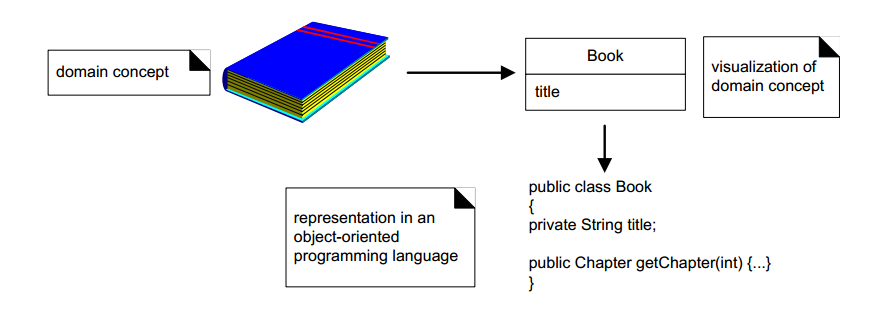 domain concept
Book
title
visualization of
domain concept
representation in an
object-oriented
programming language
public class Book
{
private String title;
public Chapter getChapter(int) {...}
}